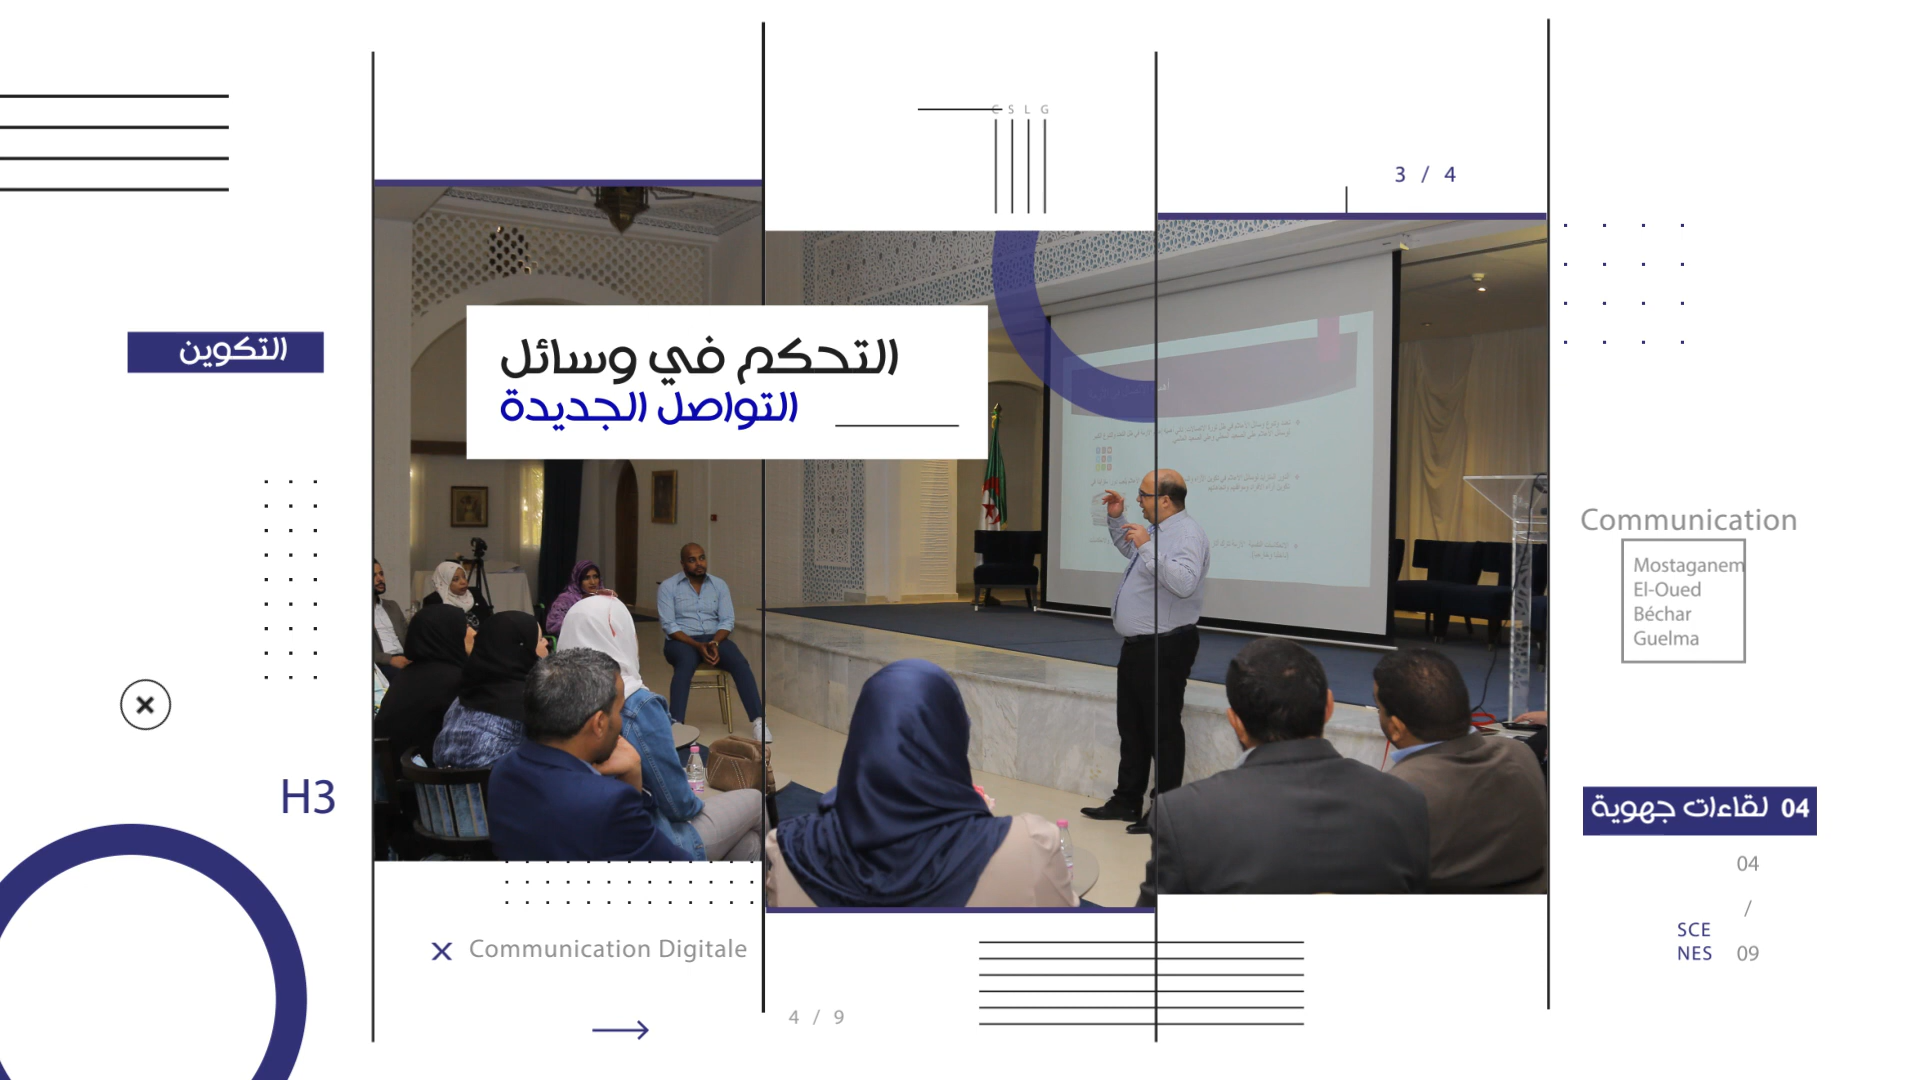 C S L G
3 / 4
التكوين
التحكم في وسائل
التواصل الجديدة
Communication
Mostaganem
El-Oued
Béchar
Guelma
H3
04 لقاءات جهوية
04
/
09
SCE
NES
Communication Digitale
4 / 9